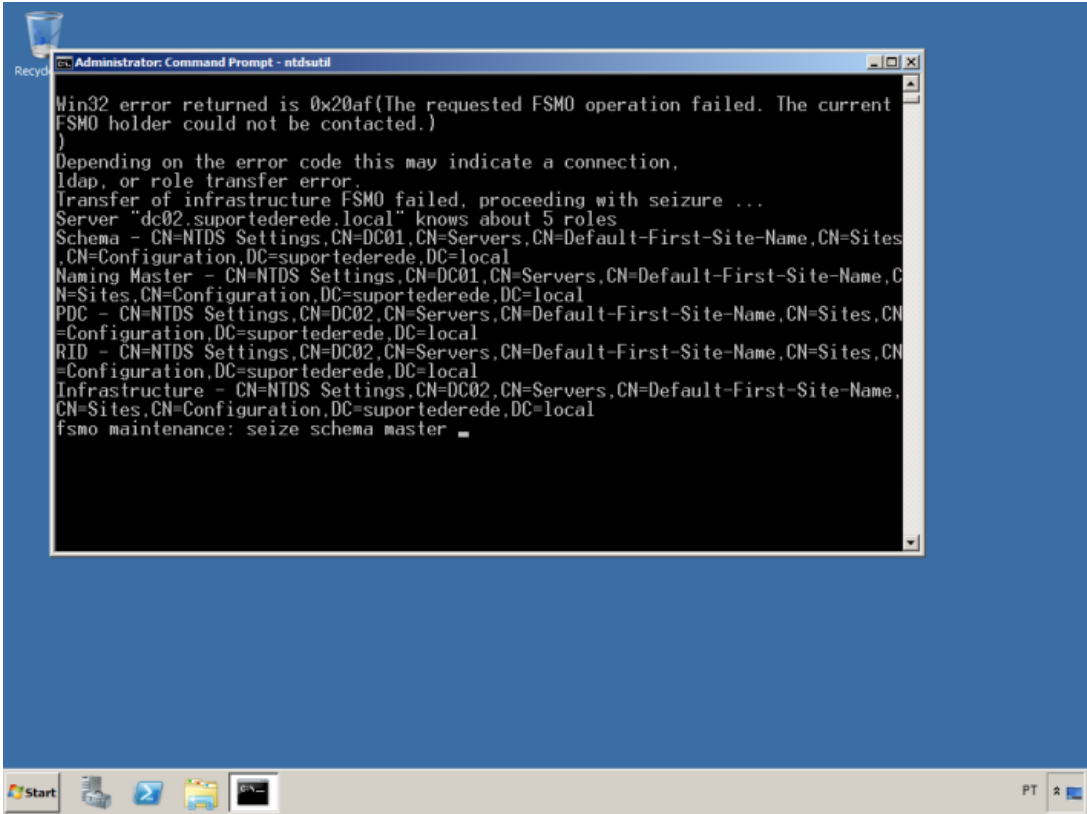 Recyc
Administrator: Command Prompt - ntdsutil
Win32 error returned is 0x20af(The requested FSMO operation failed. The current
FSMO holder could not be contacted.)
)
Depending on the error code this may indicate a connection,
ldap, or role transfer error.
Transfer of infrastructure FSMO failed, proceeding with seizure ...
Server "dc02.suportederede.local" knows about 5 roles
Schema - CN=NTDS Settings,CN=DC01,CN=Servers,CN=Default-First-Site-Name,CN=Sites
,CN=Configuration,DC=suportederede,DC=local
Naming Master - CN=NTDS Settings,CN=DC01,CN=Servers,CN=Default-First-Site-Name,C
N=Sites,CN=Configuration,DC=suportederede,DC=local
PDC - CN=NTDS Settings,CN=DC02,CN=Servers,CN=Default-First-Site-Name,CN=Sites,CN
=Configuration,DC=suportederede,DC=local
RID - CN=NTDS Settings,CN=DC02,CN=Servers,CN=Default-First-Site-Name,CN=Sites,CN
=Configuration,DC=suportederede,DC=local
Infrastructure - CN=NTDS Settings,CN=DC02,CN=Servers,CN=Default-First-Site-Name,
CN=Sites,CN=Configuration,DC=suportederede,DC=local
fsmo maintenance: seize schema master
Start
PT